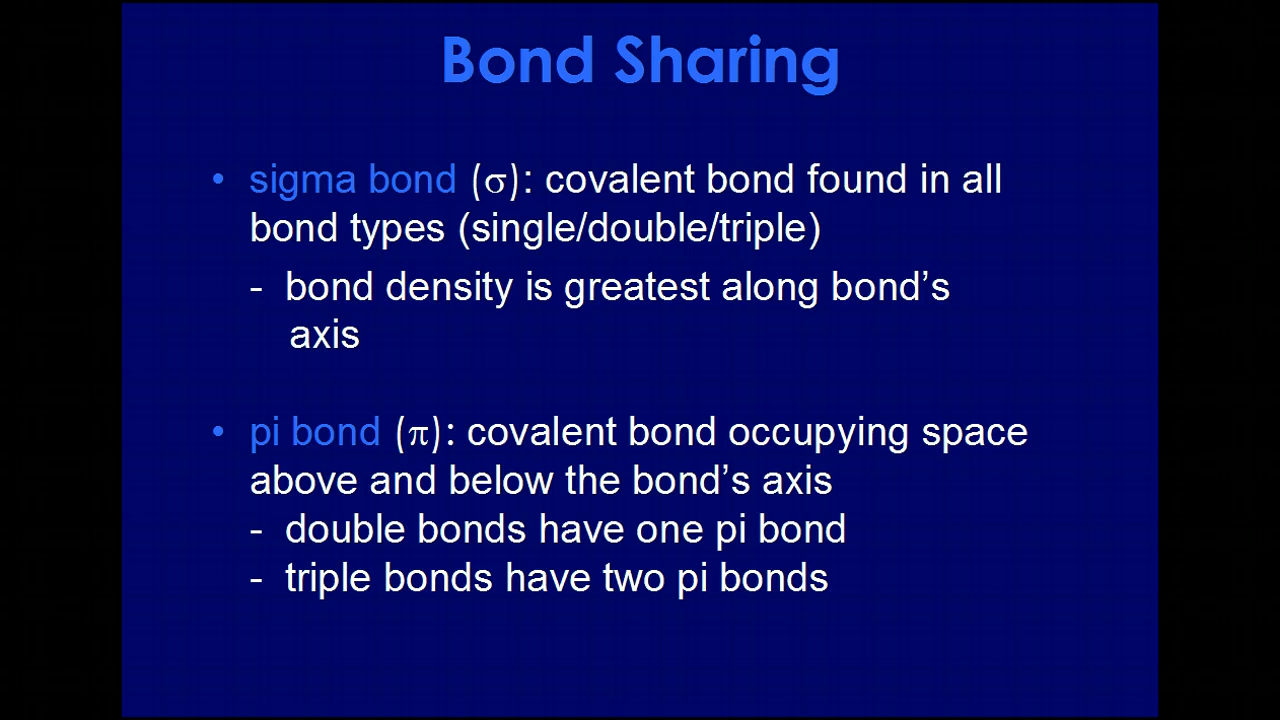 Bond Sharing
• sigma bond (σ): covalent bond found in all
bond types (single/double/triple)
- bond density is greatest along bond’s
axis
• pi bond (π): covalent bond occupying space
above and below the bond’s axis
- double bonds have one pi bond
- triple bonds have two pi bonds